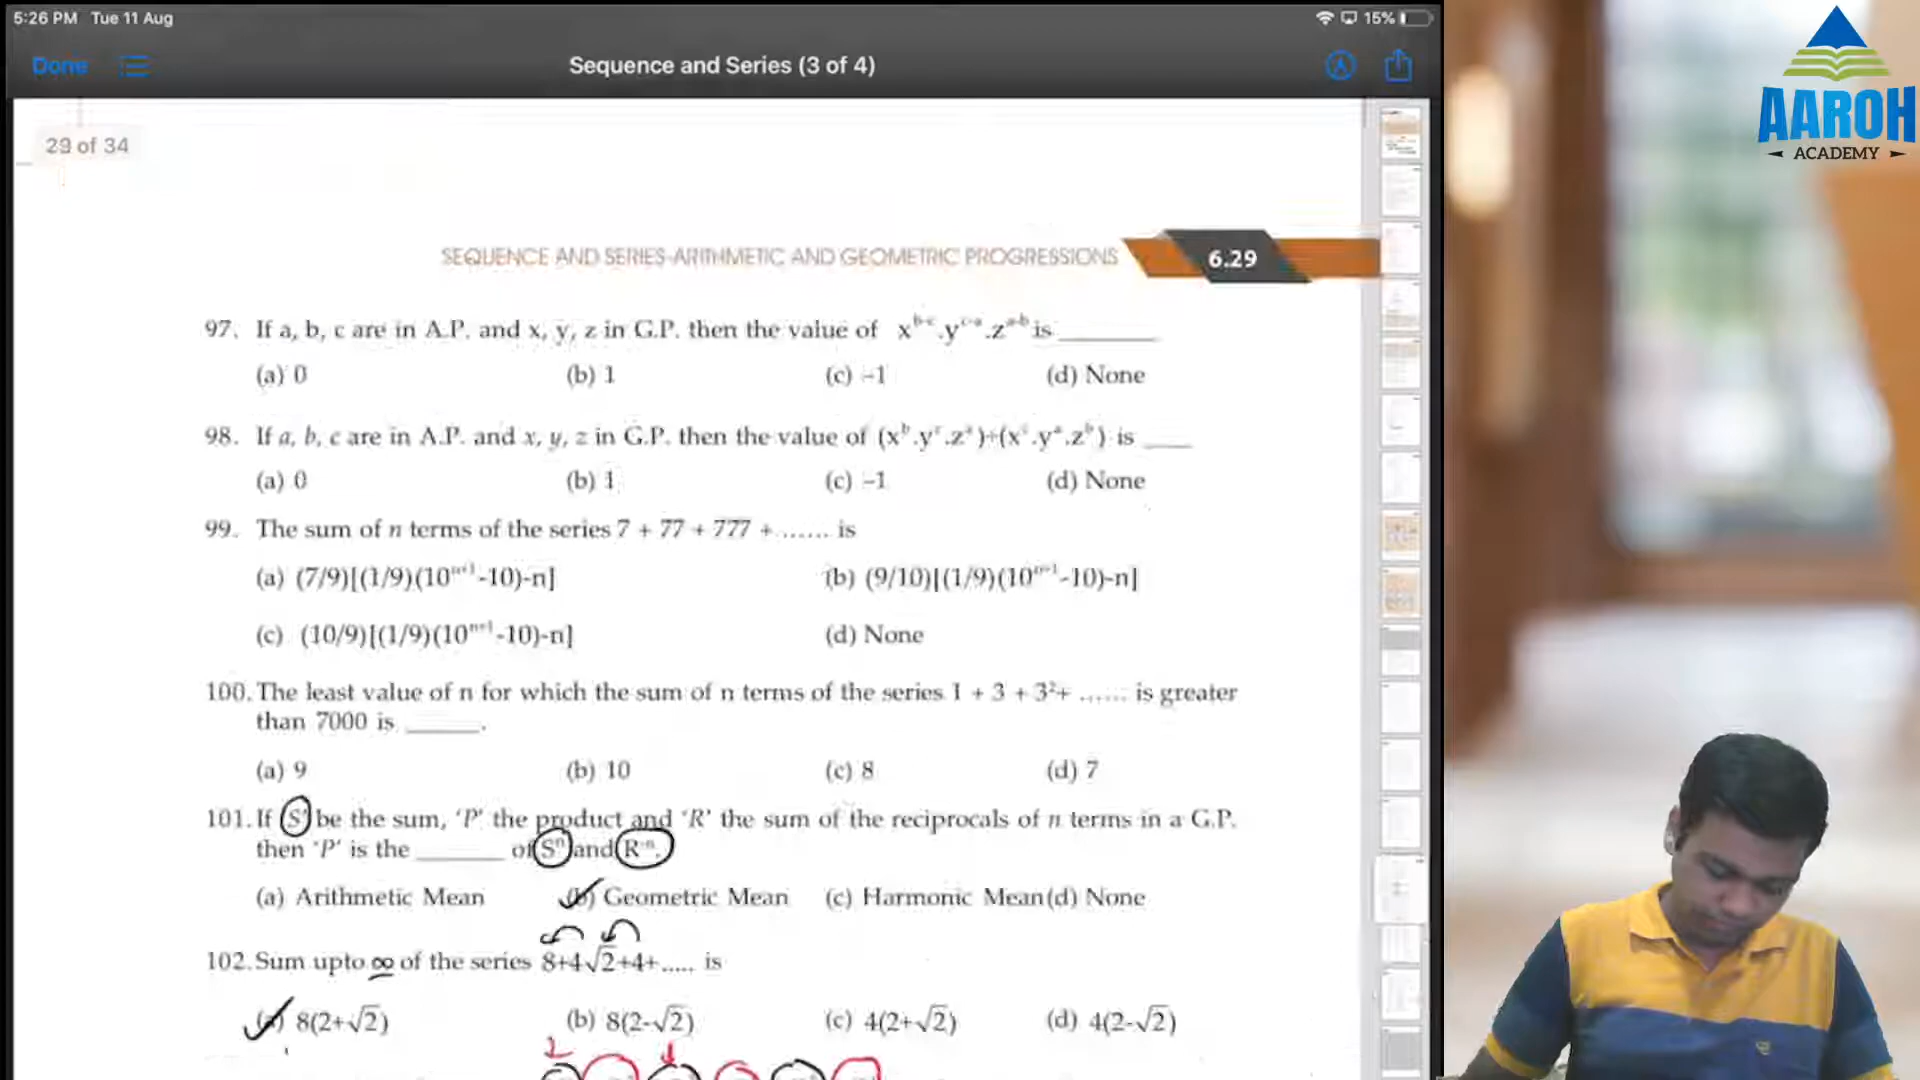 5:26 PM Tue 11 Aug
15%
Done
Sequence and Series (3 of 4)
AAROH
ACADEMY
29 of 34
SEQUENCE AND SERIES-ARITHMETIC AND GEOMETRIC PROGRESSIONS
6.29
97. If a, b, c are in A.P. and x, y, z in G.P. then the value of x^{b-c}.y^{c-a}.z^{a-b} is ________
(a) 0 (b) 1 (c) –1 (d) None
98. If a, b, c are in A.P. and x, y, z in G.P. then the value of (x^b.y^c.z^a)÷(x^c.y^a.z^b) is ____
(a) 0 (b) 1 (c) –1 (d) None
99. The sum of n terms of the series 7 + 77 + 777 + ...... is
(a) (7/9)[(1/9)(10^{n+1}-10)-n] (b) (9/10)[(1/9)(10^{n+1}-10)-n]
(c) (10/9)[(1/9)(10^{n+1}-10)-n] (d) None
100. The least value of n for which the sum of n terms of the series 1 + 3 + 3²+ ...... is greater
than 7000 is ______.
(a) 9 (b) 10 (c) 8 (d) 7
101. If 'S' be the sum, 'P' the product and 'R' the sum of the reciprocals of n terms in a G.P.
then 'P' is the _______ of S^n and R^{-n}.
(a) Arithmetic Mean (b) Geometric Mean (c) Harmonic Mean (d) None
102. Sum upto ∞ of the series 8+4√2+4+..... is
(a) 8(2+√2) (b) 8(2-√2) (c) 4(2+√2) (d) 4(2-√2)